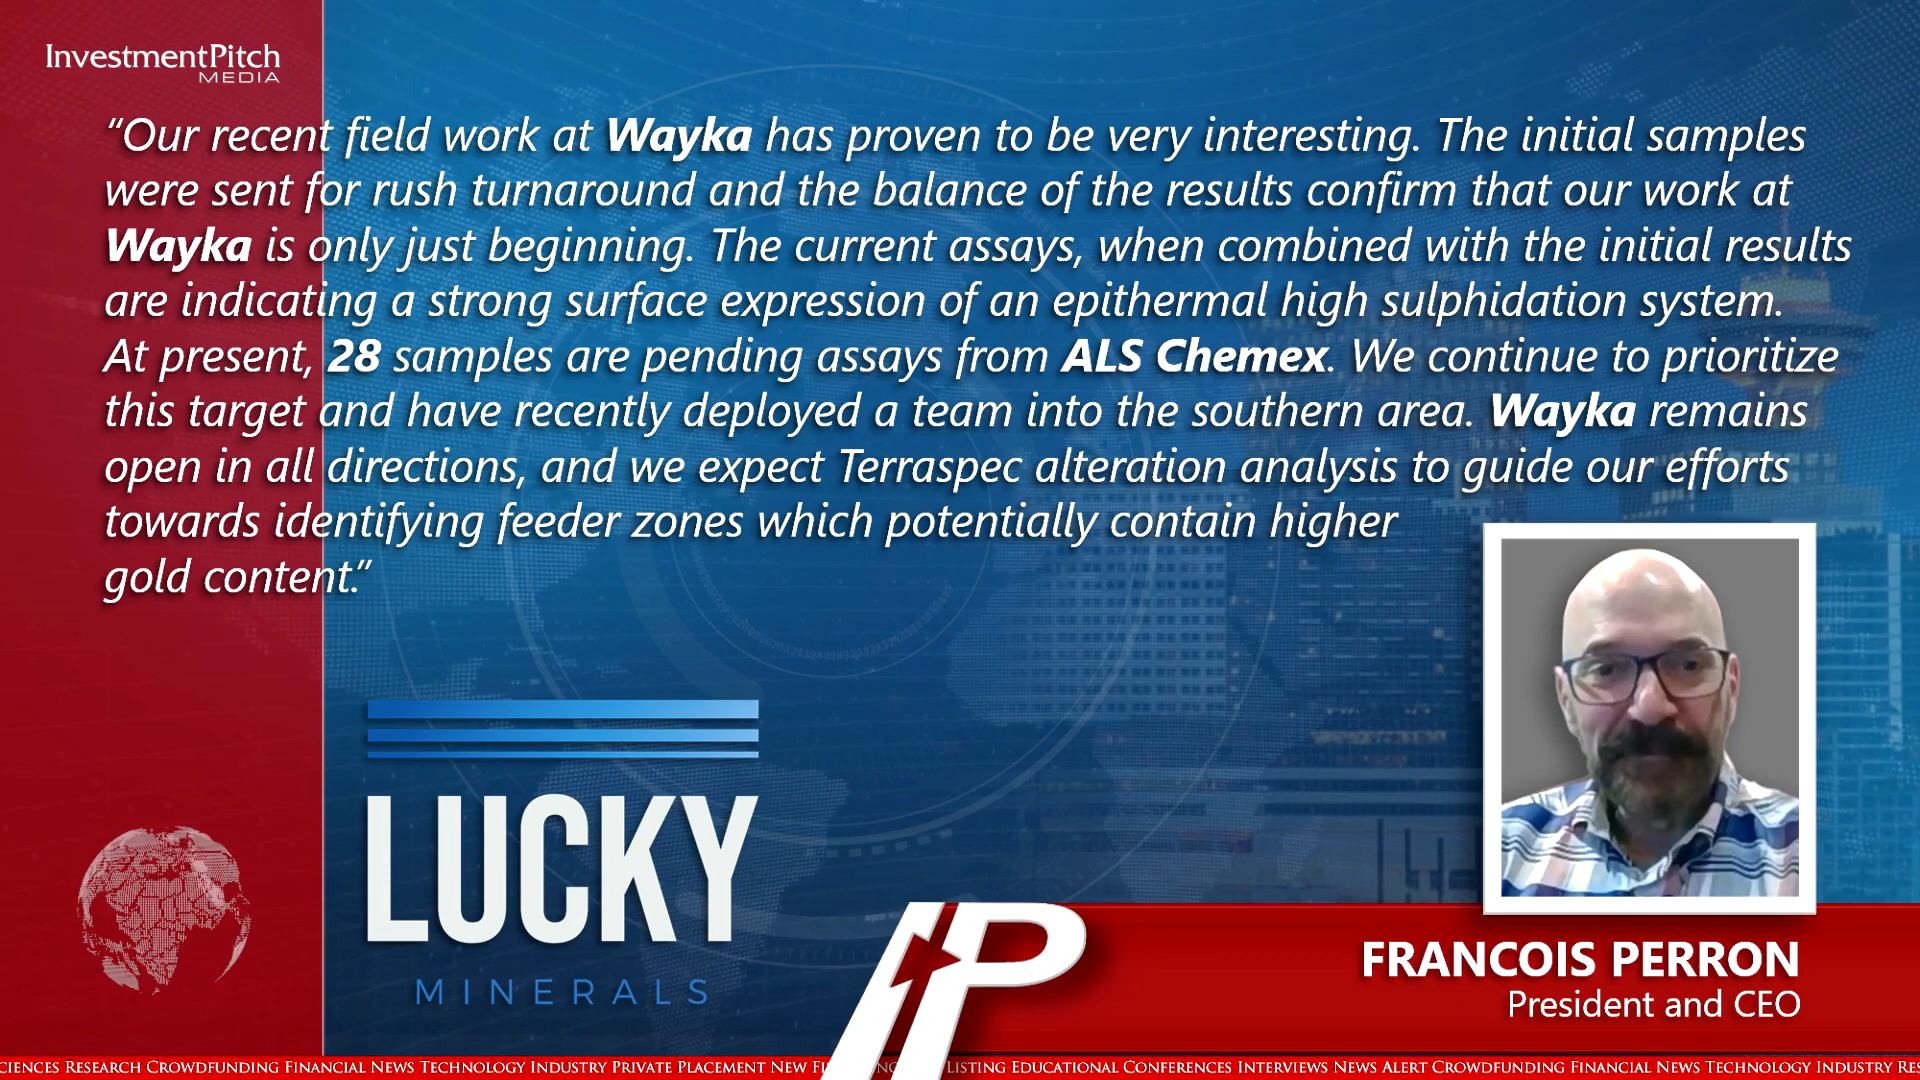 InvestmentPitch
MEDIA
“Our recent field work at Wayka has proven to be very interesting. The initial samples
were sent for rush turnaround and the balance of the results confirm that our work at
Wayka is only just beginning. The current assays, when combined with the initial results
are indicating a strong surface expression of an epithermal high sulphidation system.
At present, 28 samples are pending assays from ALS Chemex. We continue to prioritize
this target and have recently deployed a team into the southern area. Wayka remains
open in all directions, and we expect Terraspec alteration analysis to guide our efforts
towards identifying feeder zones which potentially contain higher
gold content.”
LUCKY
MINERALS
IP
FRANCOIS PERRON
President and CEO
RESEARCH CROWDFUNDING FINANCIAL NEWS TECHNOLOGY INDUSTRY PRIVATE PLACEMENT NEW LISTING EDUCATIONAL CONFERENCES INTERVIEWS NEWS ALERT CROWDFUNDING FINANCIAL NEWS TECHNOLOGY INDUSTRY